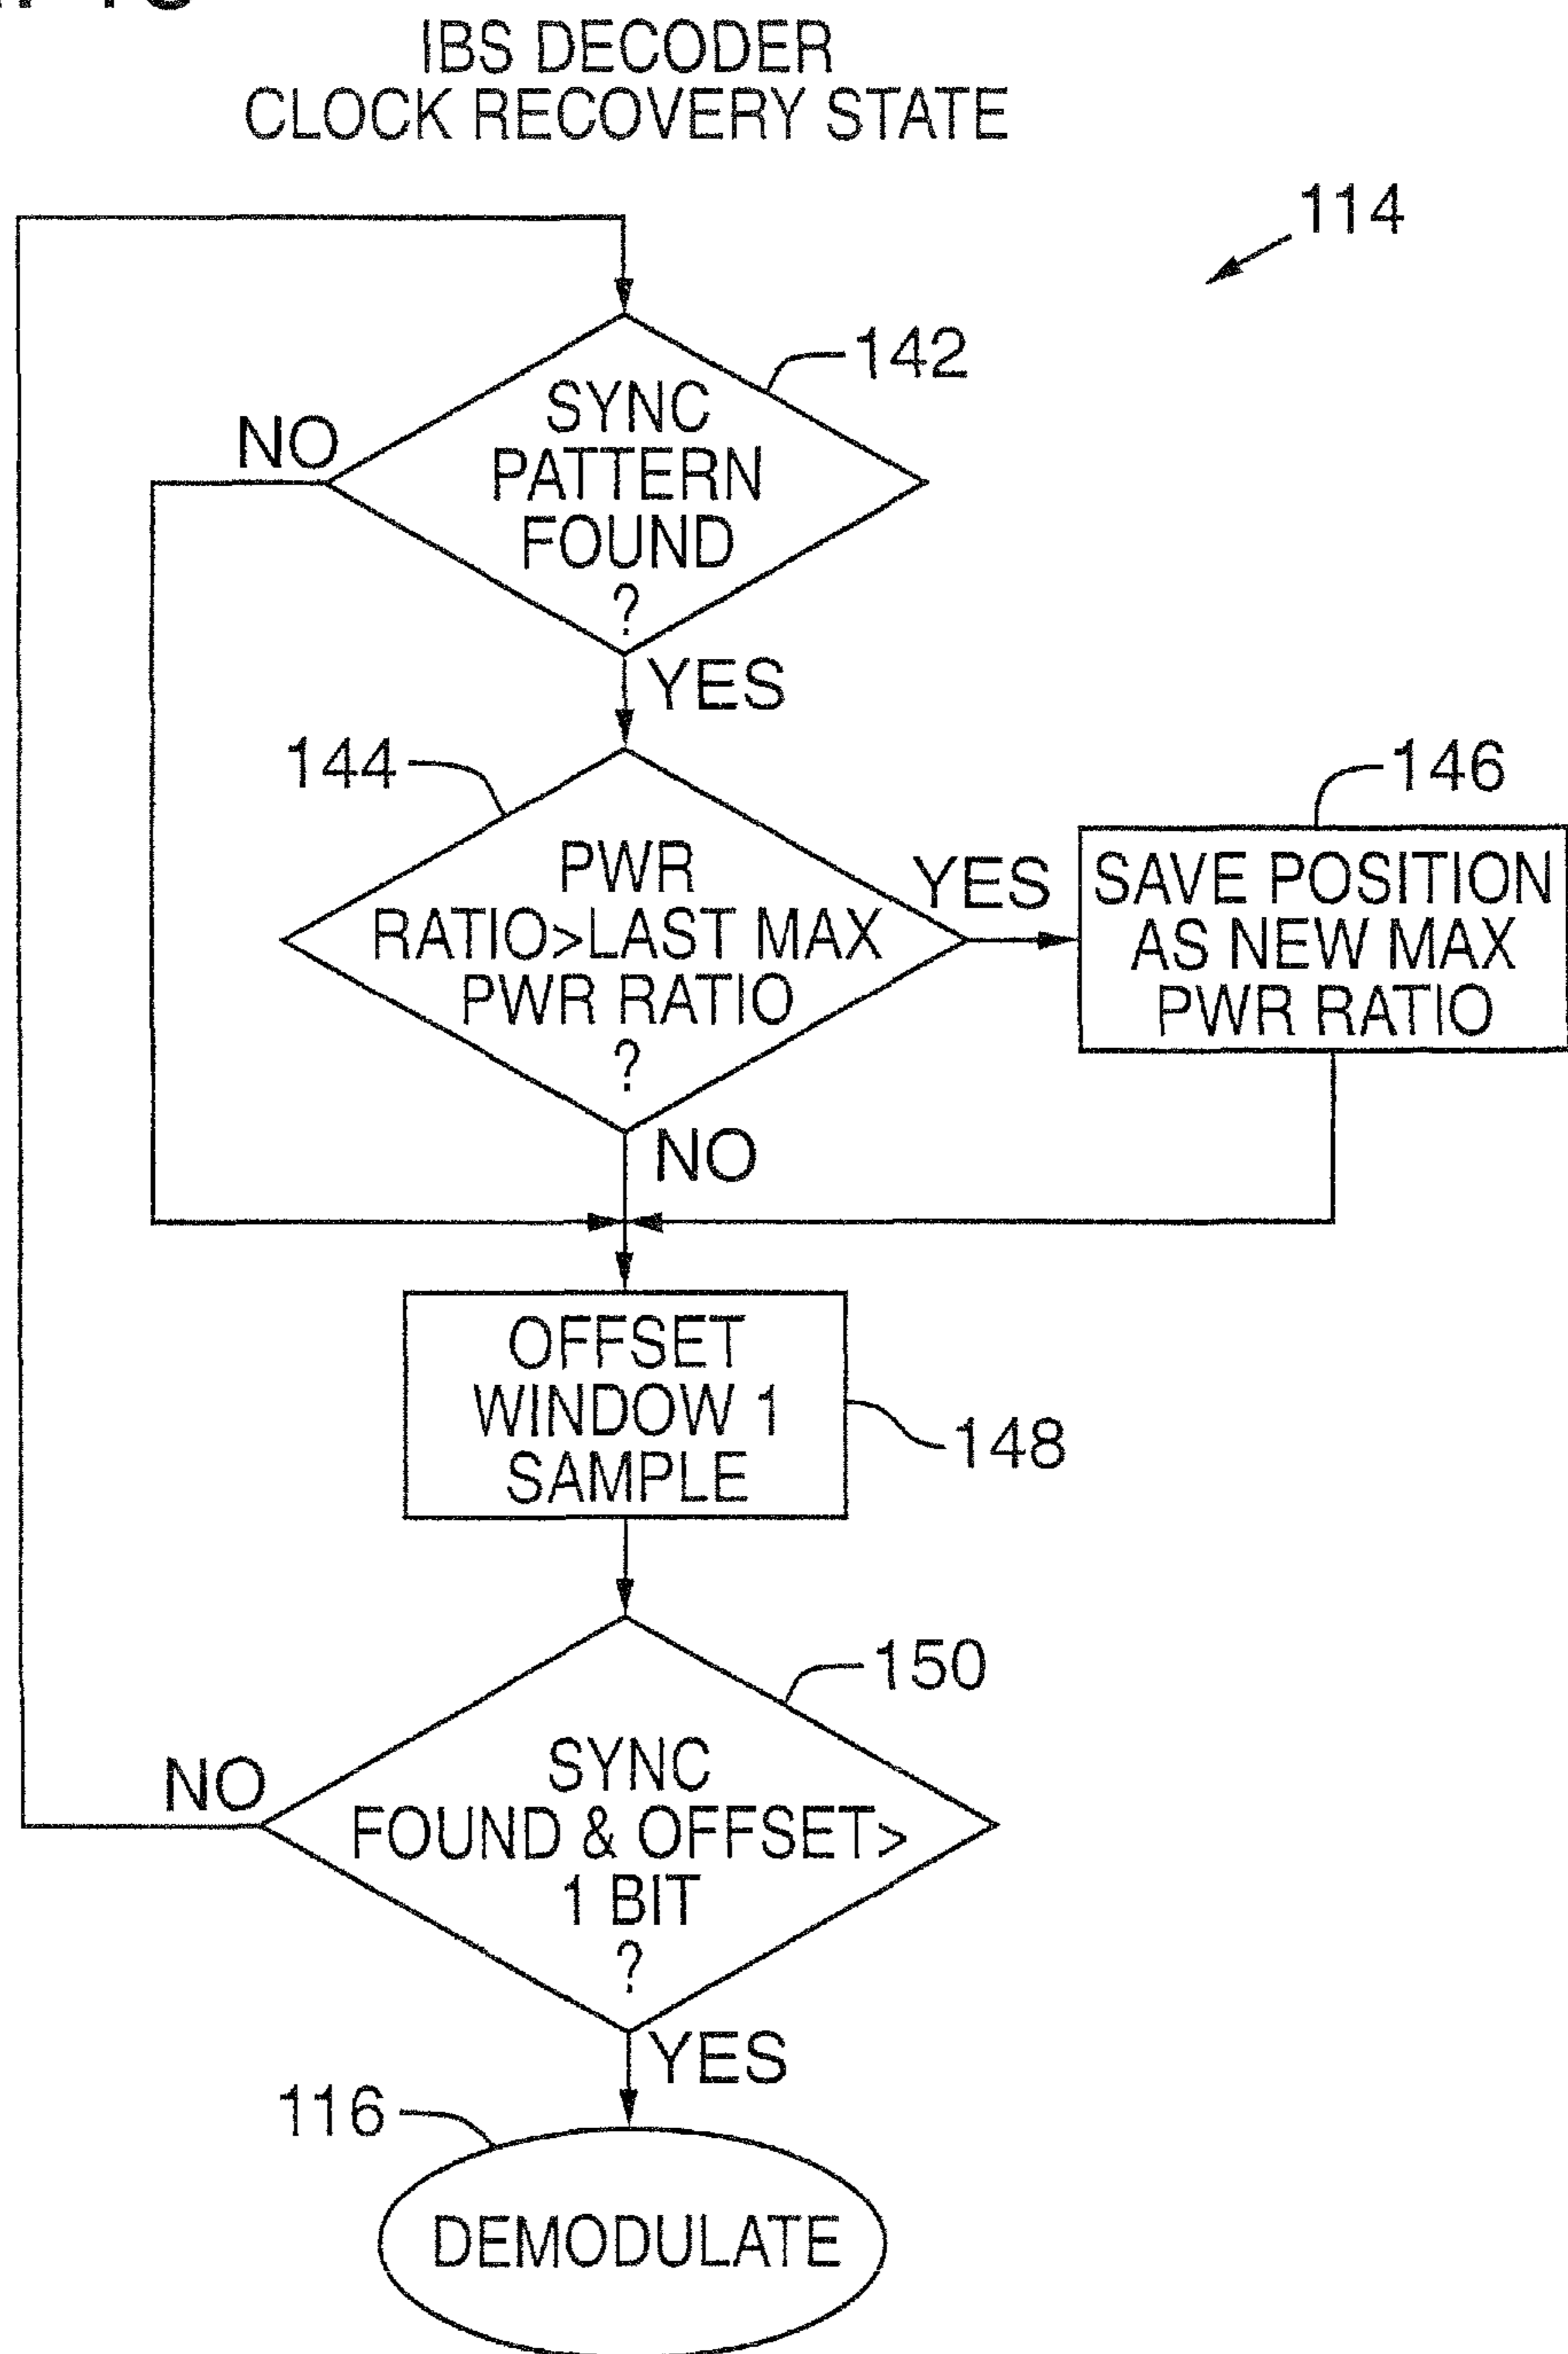 IBS DECODER
CLOCK RECOVERY STATE
114
142
NO
SYNC
PATTERN
FOUND
?
YES
144
146
PWR
RATIO>LAST MAX
PWR RATIO
?
YES
SAVE POSITION
AS NEW MAX
PWR RATIO
NO
OFFSET
WINDOW 1
SAMPLE
148
150
NO
SYNC
FOUND & OFFSET>
1 BIT
?
YES
116
DEMODULATE